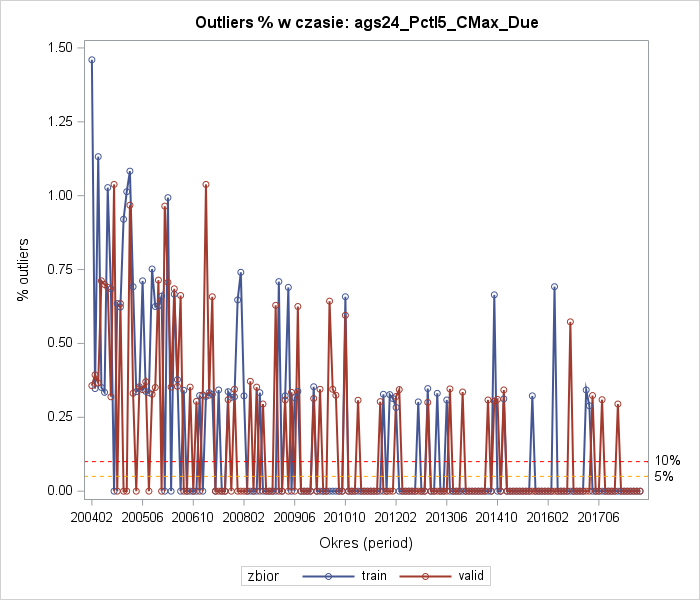 Outliers % w czasie: ags24_Pctl5_CMax_Due
1.50
1.25
1.00
0.75
0.50
0.25
0.00
% outliers
10%
5%
200402 200506 200610 200802 200906 201010 201202 201306 201410 201602 201706
Okres (period)
zbior train valid